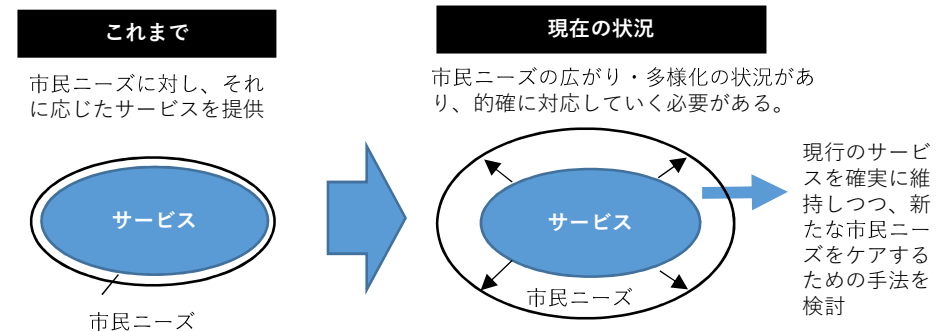 これまで
市民ニーズに対し、それ
に応じたサービスを提供
サービス
市民ニーズ
現在の状況
市民ニーズの広がり・多様化の状況があ
り、的確に対応していく必要がある。
サービス
市民ニーズ
現行のサービ
スを確実に維
持しつつ、新
たな市民ニー
ズをケアする
ための手法を
検討